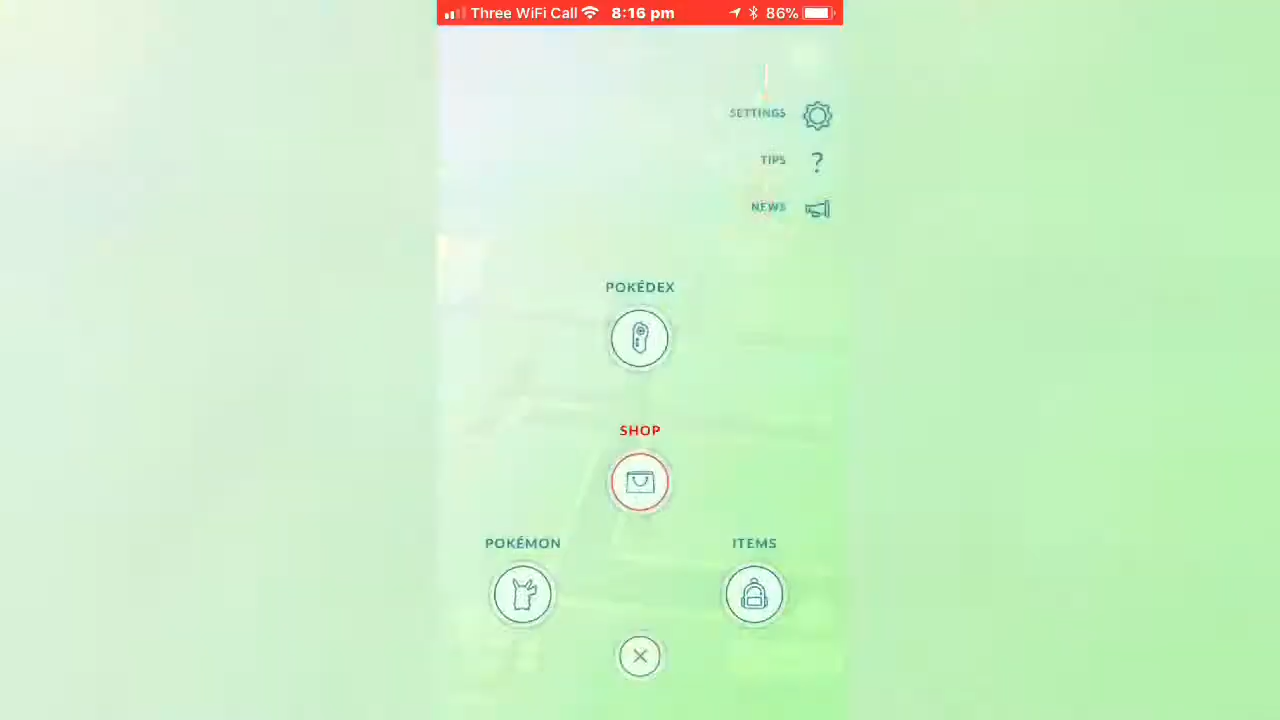 Three WiFi Call 8:16 pm 86%
SETTINGS
TIPS ?
NEWS
POKÉDEX
SHOP
POKÉMON
ITEMS